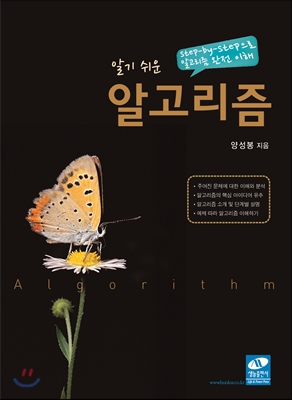 step-by-step으로
알고리즘 완전 이해
알기 쉬운
알고리즘
양성봉 지음
• 주어진 문제에 대한 이해와 분석
• 알고리즘의 핵심 아이디어 유추
• 알고리즘 소개 및 단계별 설명
• 예제 따라 알고리즘 이해하기
Algorithm
생능출판사